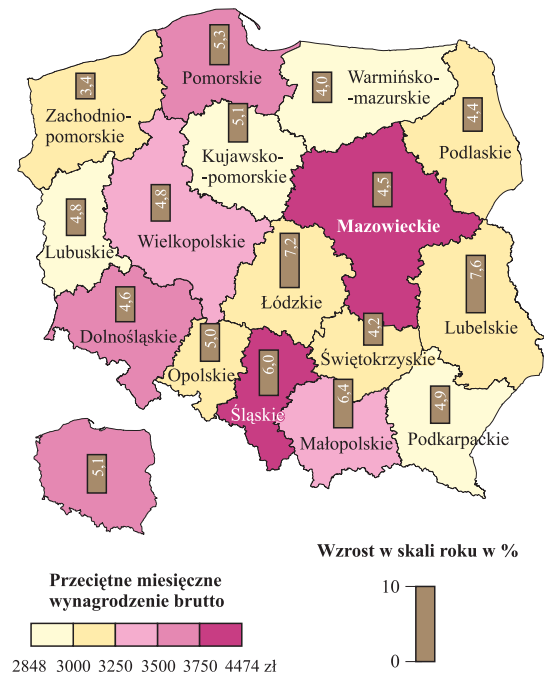 5,3
Pomorskie
3,4
Zachodnio-
pomorskie
4,0
Warmińsko-
-mazurskie
5,1
Kujawsko-
-pomorskie
4,4
Podlaskie
4,5
Mazowieckie
4,8
Lubuskie
4,8
Wielkopolskie
7,2
Łódzkie
7,6
Lubelskie
4,6
Dolnośląskie
5,0
Opolskie
6,0
Śląskie
4,2
Świętokrzyskie
6,4
Małopolskie
4,9
Podkarpackie
5,1
Wzrost w skali roku w %
10
0
Przeciętne miesięczne
wynagrodzenie brutto
2848 3000 3250 3500 3750 4474 zł